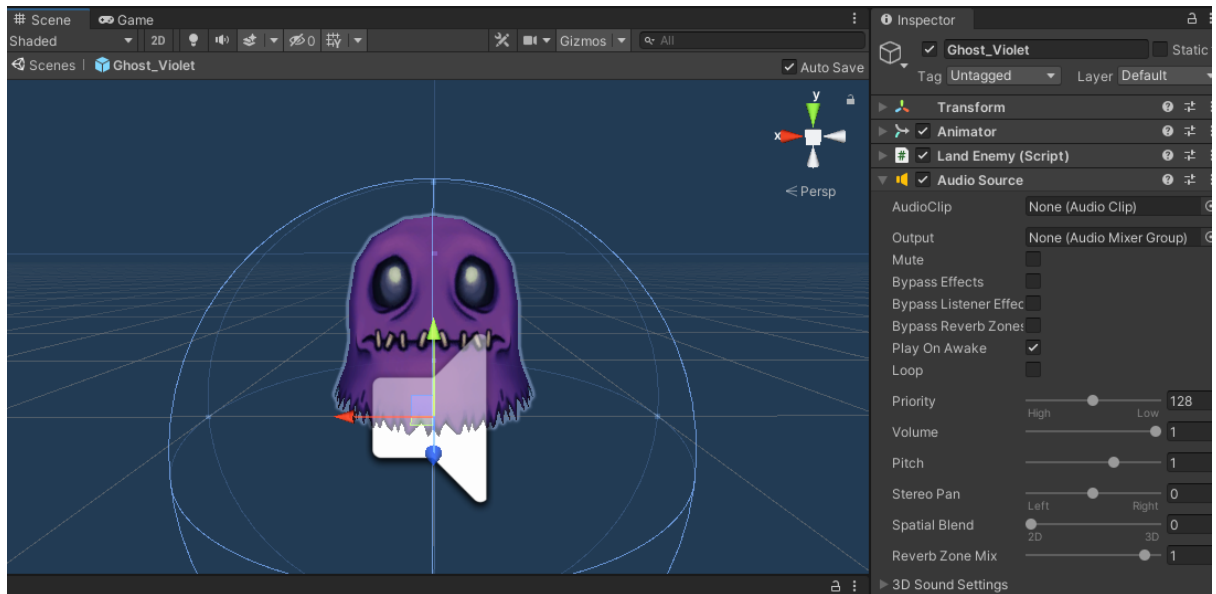 Scene Game
Shaded 2D 0 Gizmos All
Scenes Ghost_Violet Auto Save
y
x
Persp
Inspector
Ghost_Violet Static
Tag Untagged Layer Default
Transform
Animator
# Land Enemy (Script)
Audio Source
AudioClip None (Audio Clip)
Output None (Audio Mixer Group)
Mute
Bypass Effects
Bypass Listener Effec
Bypass Reverb Zones
Play On Awake
Loop
Priority 128
High Low
Volume 1
Pitch 1
Stereo Pan 0
Left Right
Spatial Blend 0
2D 3D
Reverb Zone Mix 1
3D Sound Settings